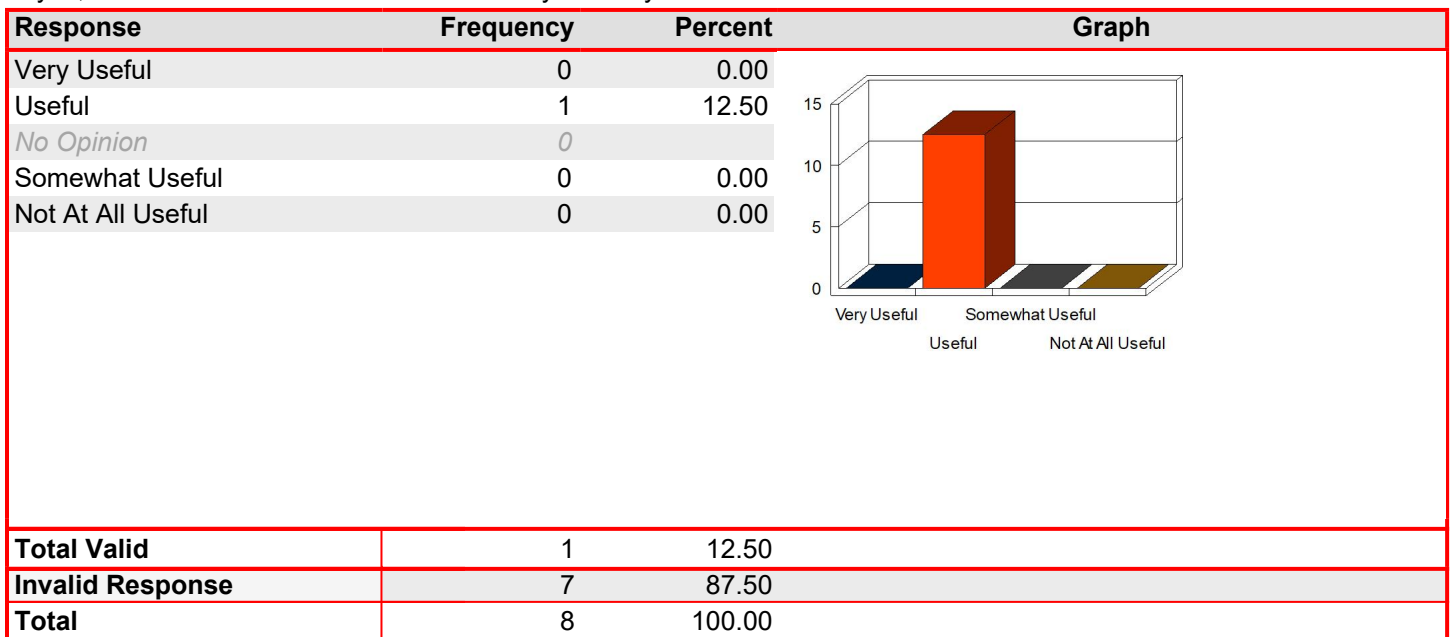 Response Frequency Percent Graph
Very Useful 0 0.00
Useful 1 12.50
No Opinion 0
Somewhat Useful 0 0.00
Not At All Useful 0 0.00
15
10
5
0
Very Useful Somewhat Useful
Useful Not At All Useful
Total Valid 1 12.50
Invalid Response 7 87.50
Total 8 100.00